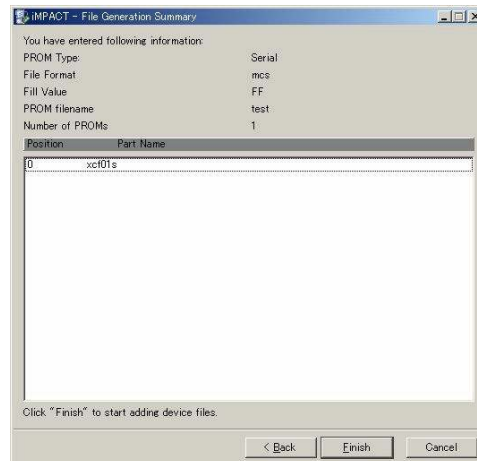 iMPACT - File Generation Summary
You have entered following information:
PROM Type: Serial
File Format mcs
Fill Value FF
PROM filename test
Number of PROMs 1
Position Part Name
0 xcf01s
Click "Finish" to start adding device files.
< Back Finish Cancel